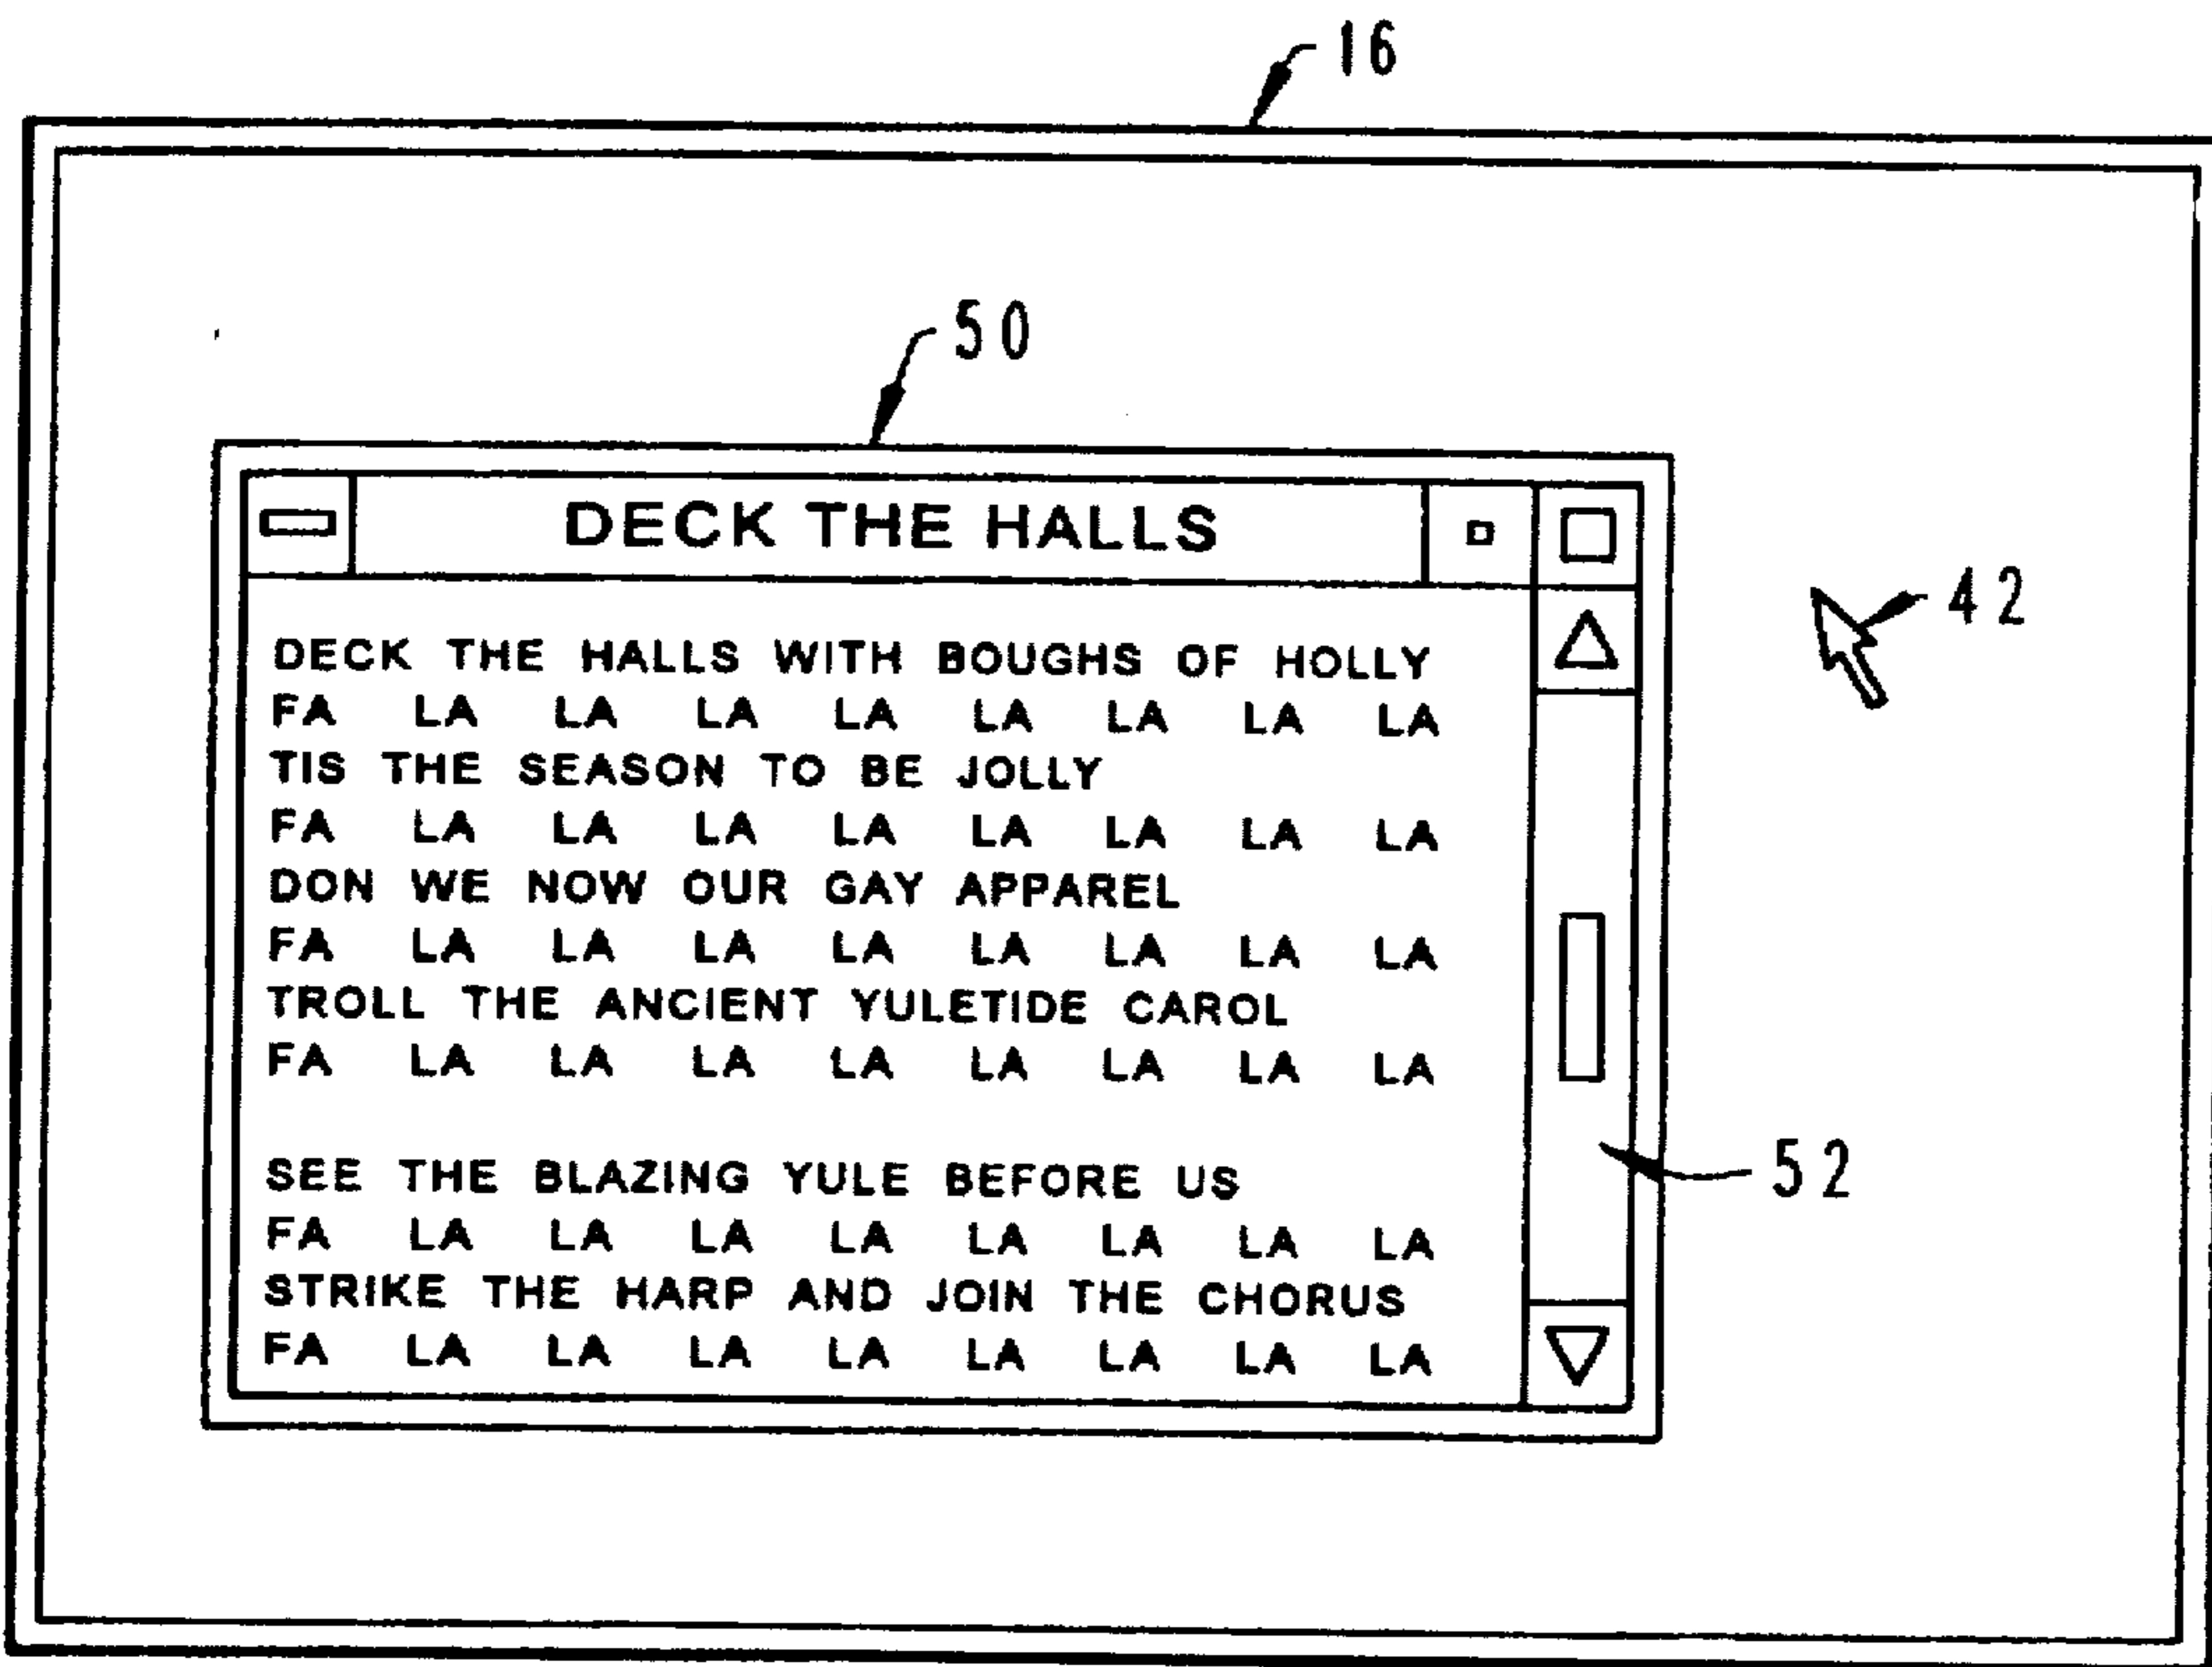 16
50
DECK THE HALLS
42
DECK THE HALLS WITH BOUGHS OF HOLLY
FA LA LA LA LA LA LA LA LA
TIS THE SEASON TO BE JOLLY
FA LA LA LA LA LA LA LA LA
DON WE NOW OUR GAY APPAREL
FA LA LA LA LA LA LA LA LA
TROLL THE ANCIENT YULETIDE CAROL
FA LA LA LA LA LA LA LA LA
SEE THE BLAZING YULE BEFORE US
52
FA LA LA LA LA LA LA LA LA
STRIKE THE HARP AND JOIN THE CHORUS
FA LA LA LA LA LA LA LA LA